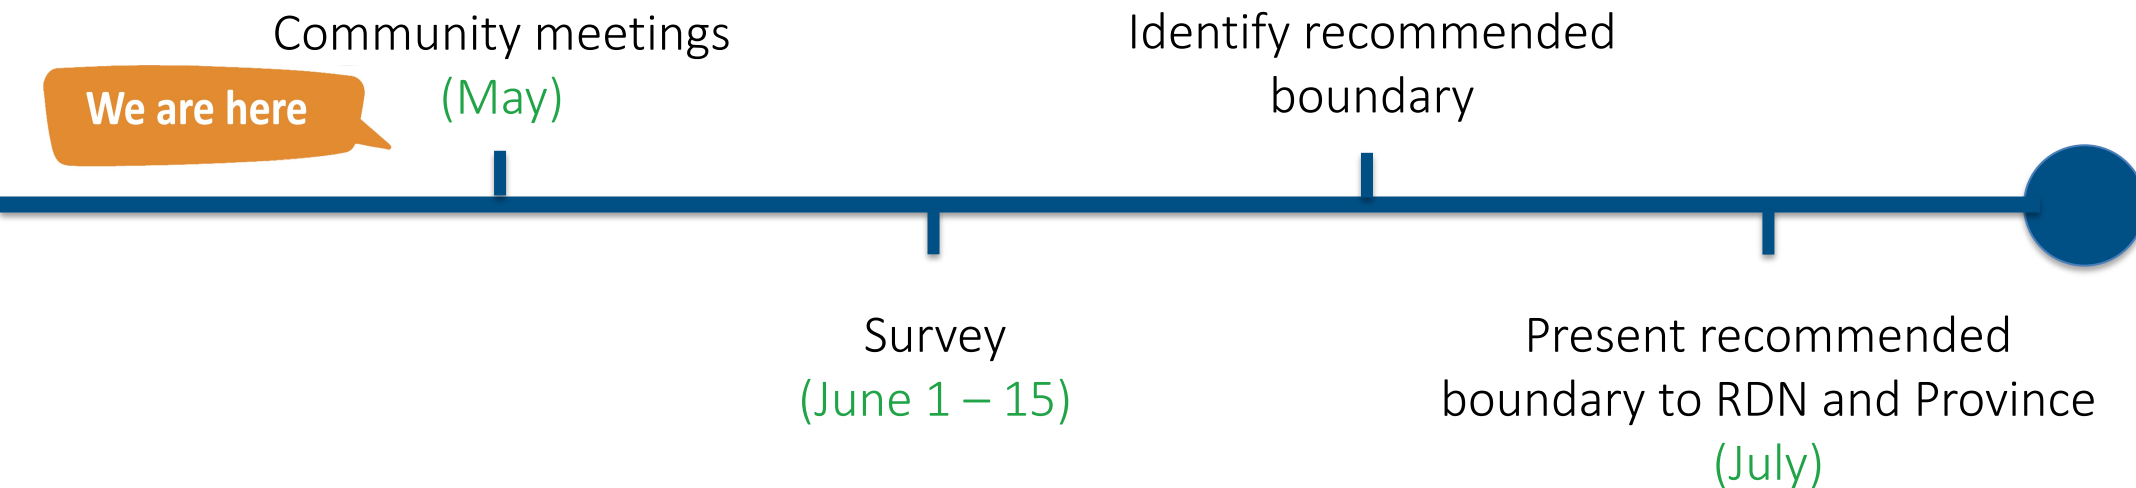 Community meetings
(May)
We are here
Identify recommended
boundary
Survey
(June 1 – 15)
Present recommended
boundary to RDN and Province
(July)